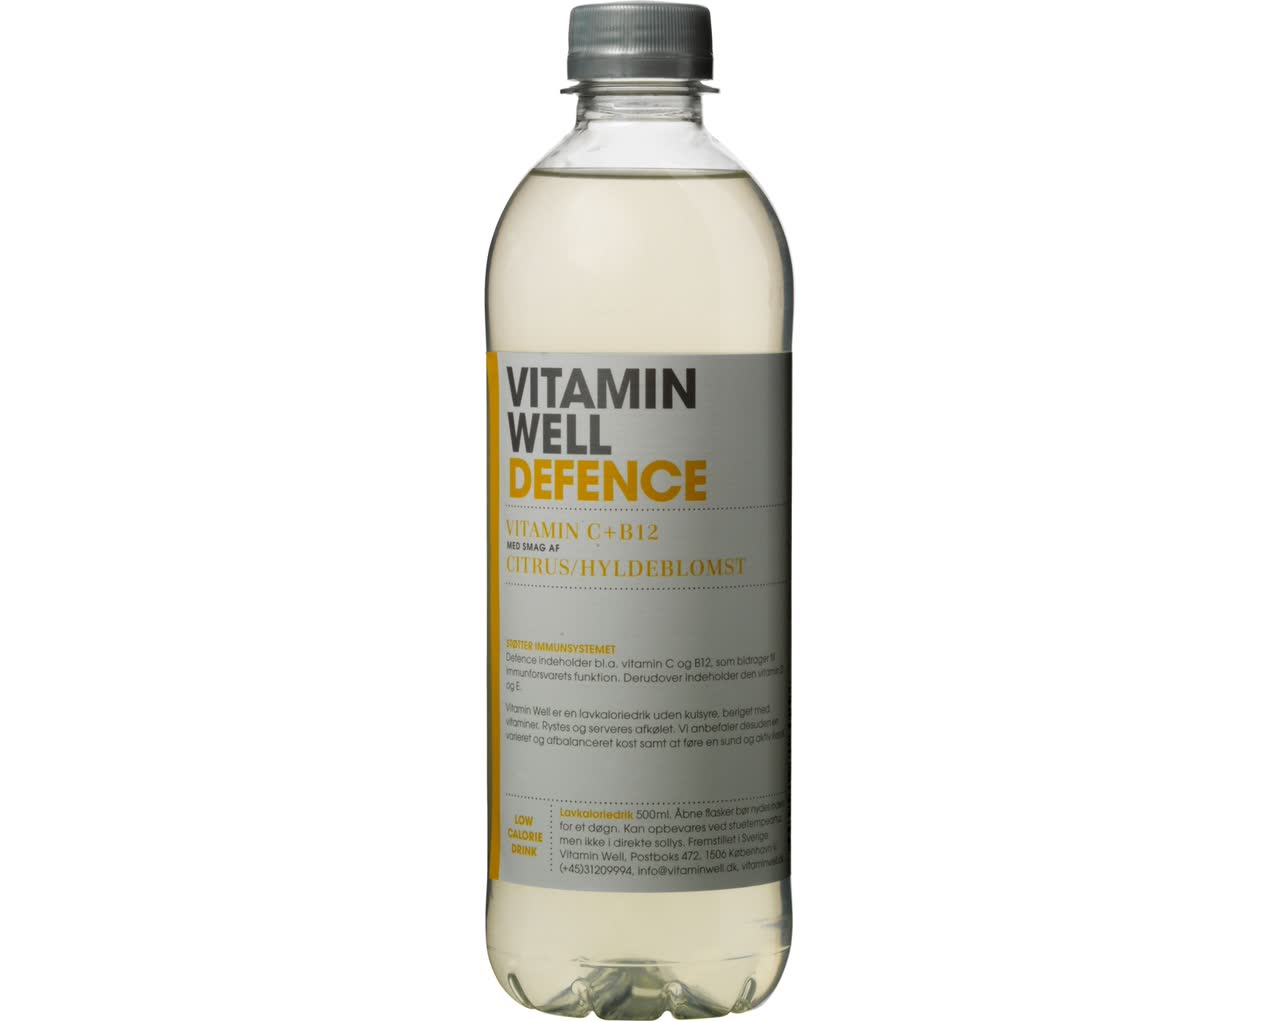 VITAMIN
WELL
DEFENCE
VITAMIN C+B12
MED SMAG AF
CITRUS/HYLDEBLOMST
STØTTER IMMUNSYSTEMET
Defence indeholder bl.a. vitamin C og B12, som bidrager til
immunforsvarets funktion. Derudover indeholder den vitamin D
og E.
Vitamin Well er en lavkaloriedrik uden kulsyre, beriget med
vitaminer. Rystes og serveres afkølet. Vi anbefaler desuden en
varieret og afbalanceret kost samt at føre en sund og aktiv
LOW
CALORIE
DRINK
Lavkaloriedrik 500ml. Åbne flasker bør nydes inden
for et døgn. Kan opbevares ved stuetemperatur,
men ikke i direkte sollys. Fremstillet i Sverige
Vitamin Well, Postboks 472, 1506 København
(+45)31209994, info@vitaminwell.dk, vitaminwell.dk